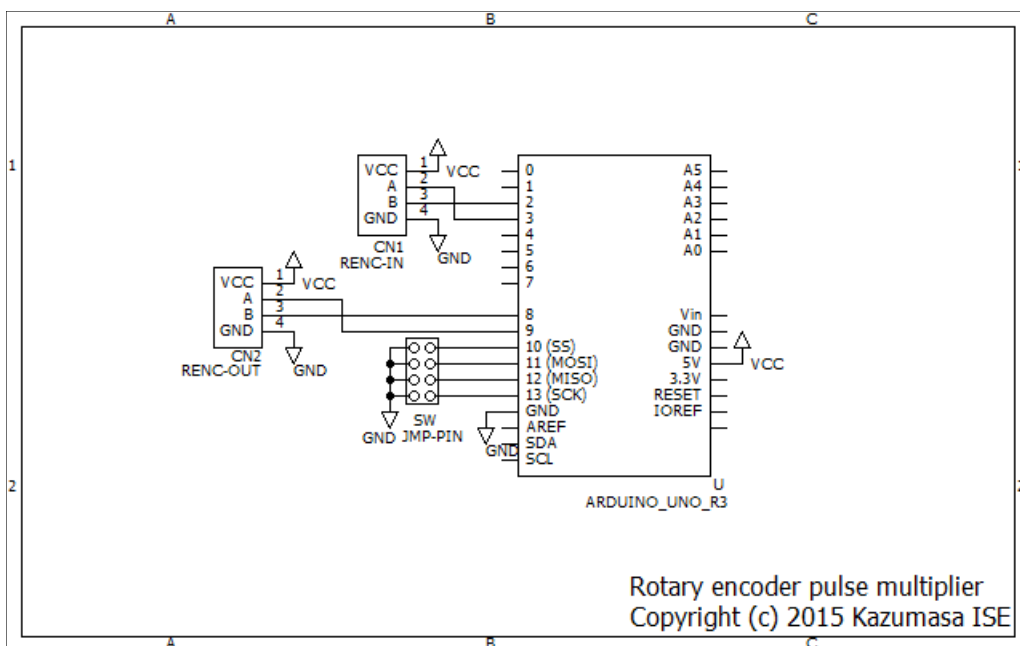 A B C
1 1
VCC 1 VCC
A 2
B 3
GND 4
CN1
RENC-IN
GND
VCC 1 VCC
A 2
B 3
GND 4
CN2
RENC-OUT
GND
0 A5
1 A4
2 A3
3 A2
4 A1
5 A0
6
7
8 Vin
9 GND
10 (SS) GND
11 (MOSI) 5V VCC
12 (MISO) 3.3V
13 (SCK) RESET
GND IOREF
AREF
SDA
SCL
SW
JMP-PIN
GND
GND
U
ARDUINO_UNO_R3
2 2
Rotary encoder pulse multiplier
Copyright (c) 2015 Kazumasa ISE
A B C